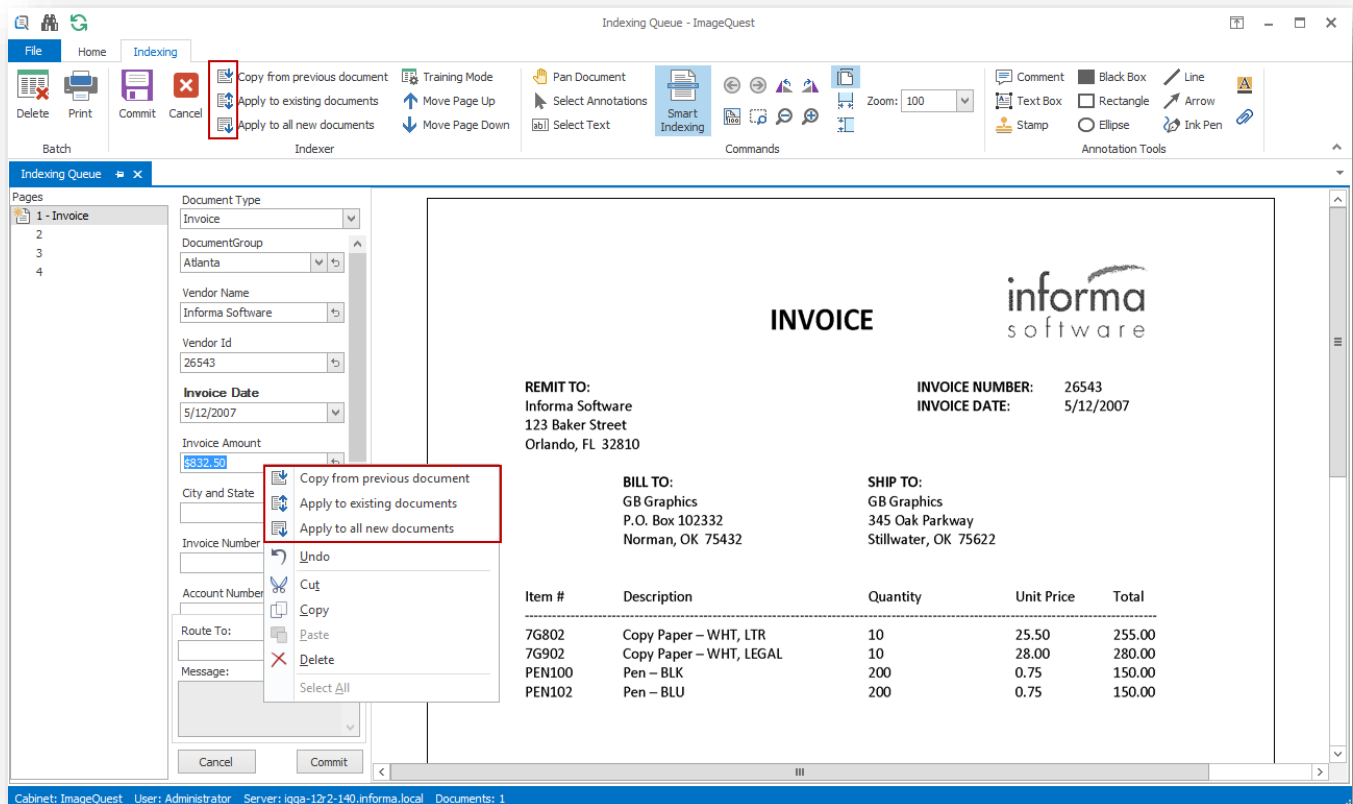 Indexing Queue - ImageQuest
File Home Indexing
Copy from previous document Training Mode Pan Document Comment Black Box Line
Apply to existing documents Move Page Up Select Annotations Zoom: 100 Text Box Rectangle Arrow
Delete Print Commit Cancel Apply to all new documents Move Page Down Select Text Smart Indexing Stamp Ellipse Ink Pen
Batch Indexer Commands Annotation Tools
Indexing Queue
Pages
1 - Invoice
2
3
4
Document Type
Invoice
DocumentGroup
Atlanta
Vendor Name
Informa Software
Vendor Id
26543
Invoice Date
5/12/2007
Invoice Amount
$832.50
City and State
Invoice Number
Account Number
Route To:
Message:
Cancel Commit
Copy from previous document
Apply to existing documents
Apply to all new documents
Undo
Cut
Copy
Paste
Delete
Select All
informa
software
INVOICE
REMIT TO: INVOICE NUMBER: 26543
Informa Software INVOICE DATE: 5/12/2007
123 Baker Street
Orlando, FL 32810
BILL TO: SHIP TO:
GB Graphics GB Graphics
P.O. Box 102332 345 Oak Parkway
Norman, OK 75432 Stillwater, OK 75622
Item # Description Quantity Unit Price Total
7G802 Copy Paper – WHT, LTR 10 25.50 255.00
7G902 Copy Paper – WHT, LEGAL 10 28.00 280.00
PEN100 Pen – BLK 200 0.75 150.00
PEN102 Pen – BLU 200 0.75 150.00
Cabinet: ImageQuest User: Administrator Server: iqqa-12r2-140.informa.local Documents: 1